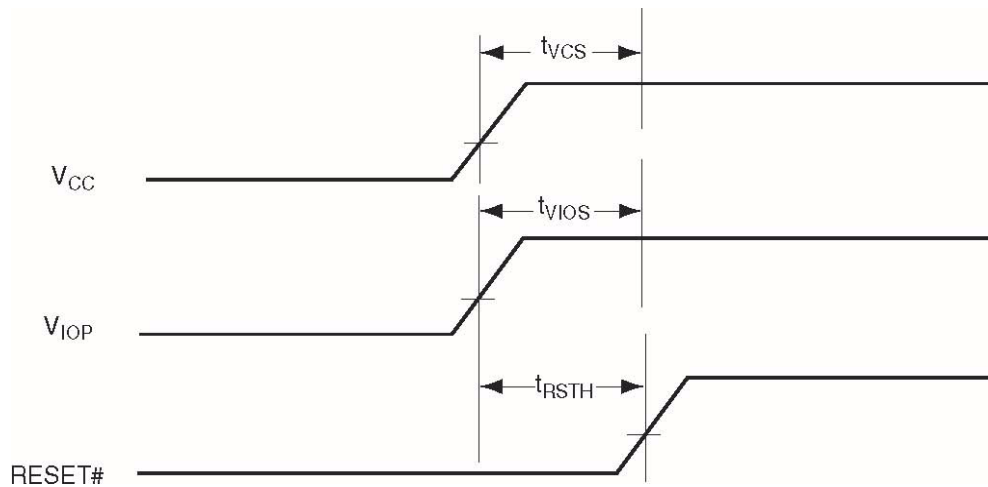 tVCS
VCC
tVIOS
VIOP
tRSTH
RESET#